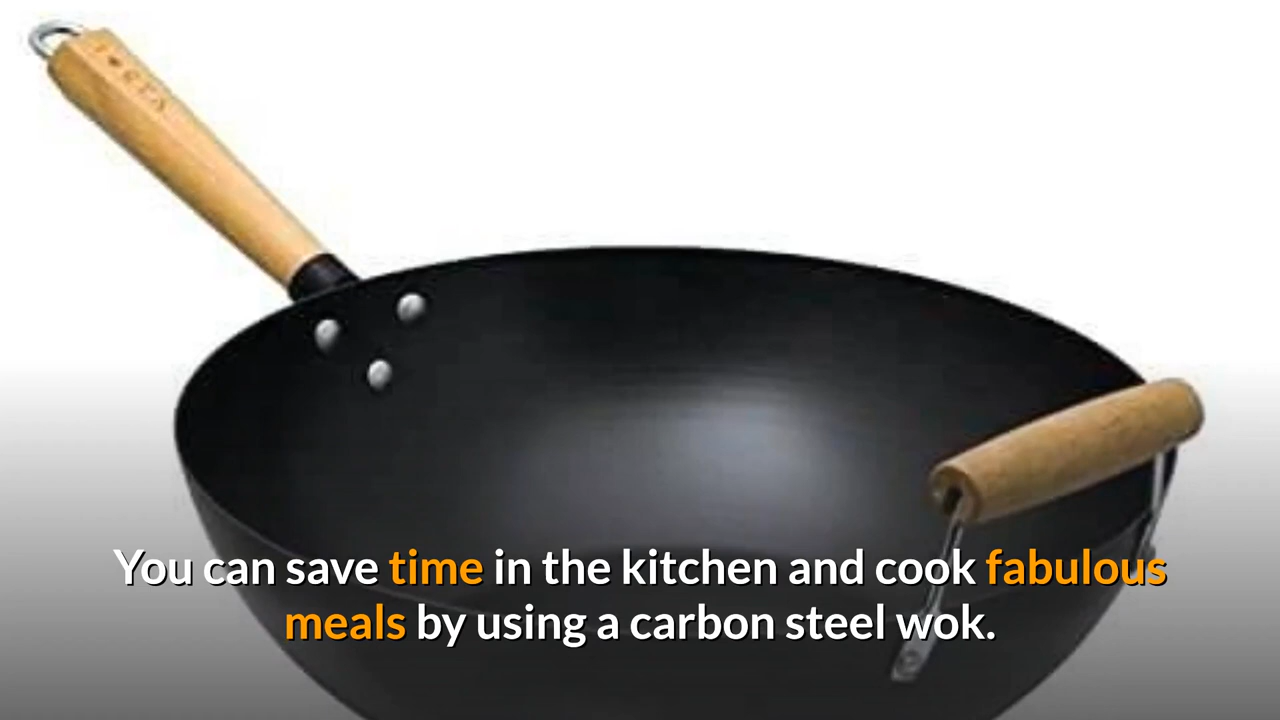 You can save time in the kitchen and cook fabulous
meals by using a carbon steel wok.